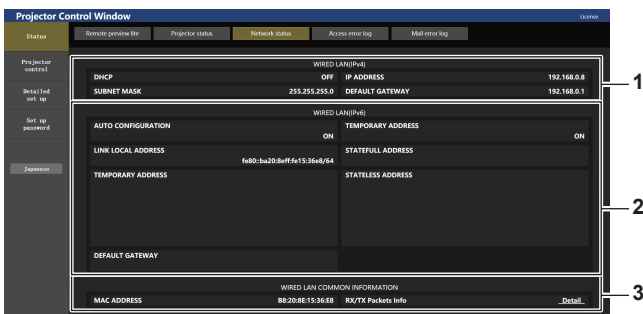 Projector Control Window
License
Status
Remote preview lite
Projector status
Network status
Access error log
Mail error log
Projector
control
Detailed
set up
Set up
password
Japanese
WIRED LAN(IPv4)
DHCP OFF IP ADDRESS 192.168.0.8
SUBNET MASK 255.255.255.0 DEFAULT GATEWAY 192.168.0.1
1
WIRED LAN(IPv6)
AUTO CONFIGURATION TEMPORARY ADDRESS
ON ON
LINK LOCAL ADDRESS STATEFULL ADDRESS
fe80::ba20:8eff:fe15:36e8/64
TEMPORARY ADDRESS STATELESS ADDRESS
2
DEFAULT GATEWAY
WIRED LAN COMMON INFORMATION
3
MAC ADDRESS B8:20:8E:15:36:E8 RX/TX Packets Info Detail